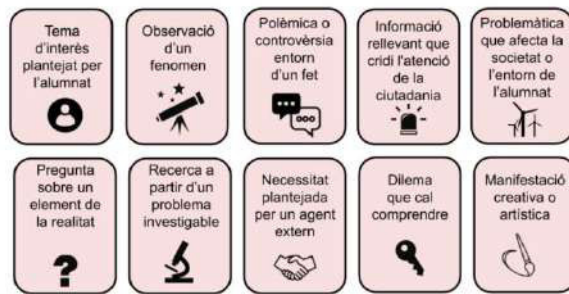 Tema
d'interès
plantejat per
l'alumnat
Observació
d'un
fenomen
Polèmica o
controvèrsia
entorn
d'un fet
Informació
rellevant que
cridi l'atenció
de la
ciutadania
Problemàtica
que afecta la
societat o
l'entorn de
l'alumnat
Pregunta
sobre un
element de
la realitat
Recerca a
partir d'un
problema
investigable
Necessitat
plantejada
per un agent
extern
Dilema
que cal
comprendre
Manifestació
creativa o
artística